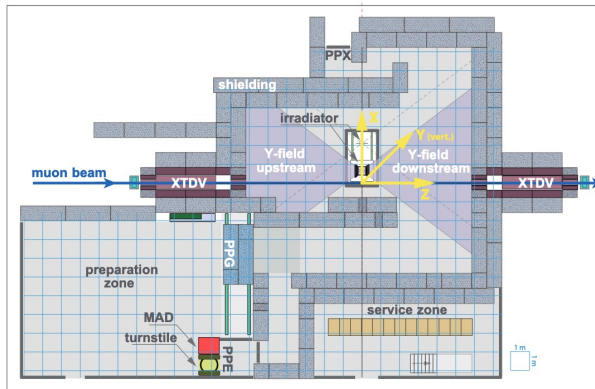 PPX
shielding
irradiator
X
Y (vert.)
Y-field
upstream
Y-field
downstream
muon beam
XTDV
XTDV
Z
preparation
zone
PPG
service zone
MAD
turnstile
PPE
1 m
1 m